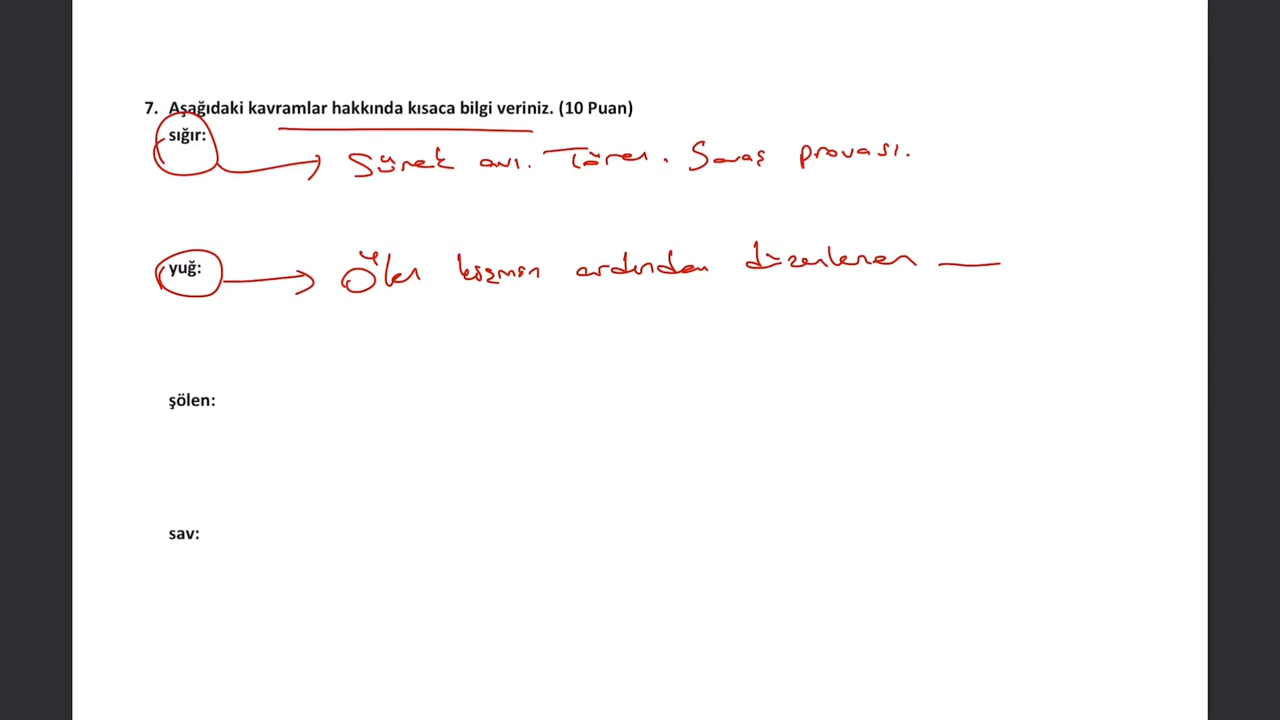 7. Aşağıdaki kavramlar hakkında kısaca bilgi veriniz. (10 Puan)
sığır:
Sürek avı. Tören. Savaş provası.
yuğ:
Ölen kişinin ardından düzenlenen
şölen:
sav: